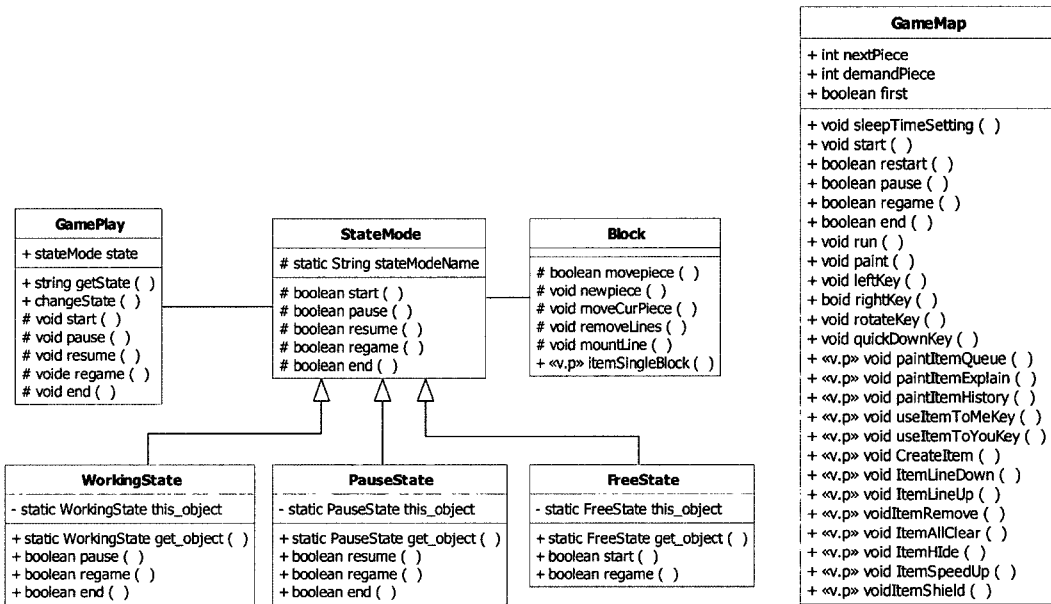 GamePlay
+ stateMode state
+ string getState ( )
+ changeState ( )
# void start ( )
# void pause ( )
# void resume ( )
# voide regame ( )
# void end ( )
StateMode
# static String stateModeName
# boolean start ( )
# boolean pause ( )
# boolean resume ( )
# boolean regame ( )
# boolean end ( )
Block
# boolean movepiece ( )
# void newpiece ( )
# void moveCurPiece ( )
# void removeLines ( )
# void mountLine ( )
+ «v.p» itemSingleBlock ( )
WorkingState
- static WorkingState this_object
+ static WorkingState get_object ( )
+ boolean pause ( )
+ boolean regame ( )
+ boolean end ( )
PauseState
- static PauseState this_object
+ static PauseState get_object ( )
+ boolean resume ( )
+ boolean regame ( )
+ boolean end ( )
FreeState
- static FreeState this_object
+ static FreeState get_object ( )
+ boolean start ( )
+ boolean regame ( )
GameMap
+ int nextPiece
+ int demandPiece
+ boolean first
+ void sleepTimeSetting ( )
+ void start ( )
+ boolean restart ( )
+ boolean pause ( )
+ boolean regame ( )
+ boolean end ( )
+ void run ( )
+ void paint ( )
+ void leftKey ( )
+ boid rightKey ( )
+ void rotateKey ( )
+ void quickDownKey ( )
+ «v.p» void paintItemQueue ( )
+ «v.p» void paintItemExplain ( )
+ «v.p» void paintItemHistory ( )
+ «v.p» void useItemToMeKey ( )
+ «v.p» void useItemToYouKey ( )
+ «v.p» void CreateItem ( )
+ «v.p» void ItemLineDown ( )
+ «v.p» void ItemLineUp ( )
+ «v.p» voidItemRemove ( )
+ «v.p» void ItemAllClear ( )
+ «v.p» void ItemHIde ( )
+ «v.p» void ItemSpeedUp ( )
+ «v.p» voidItemShield ( )